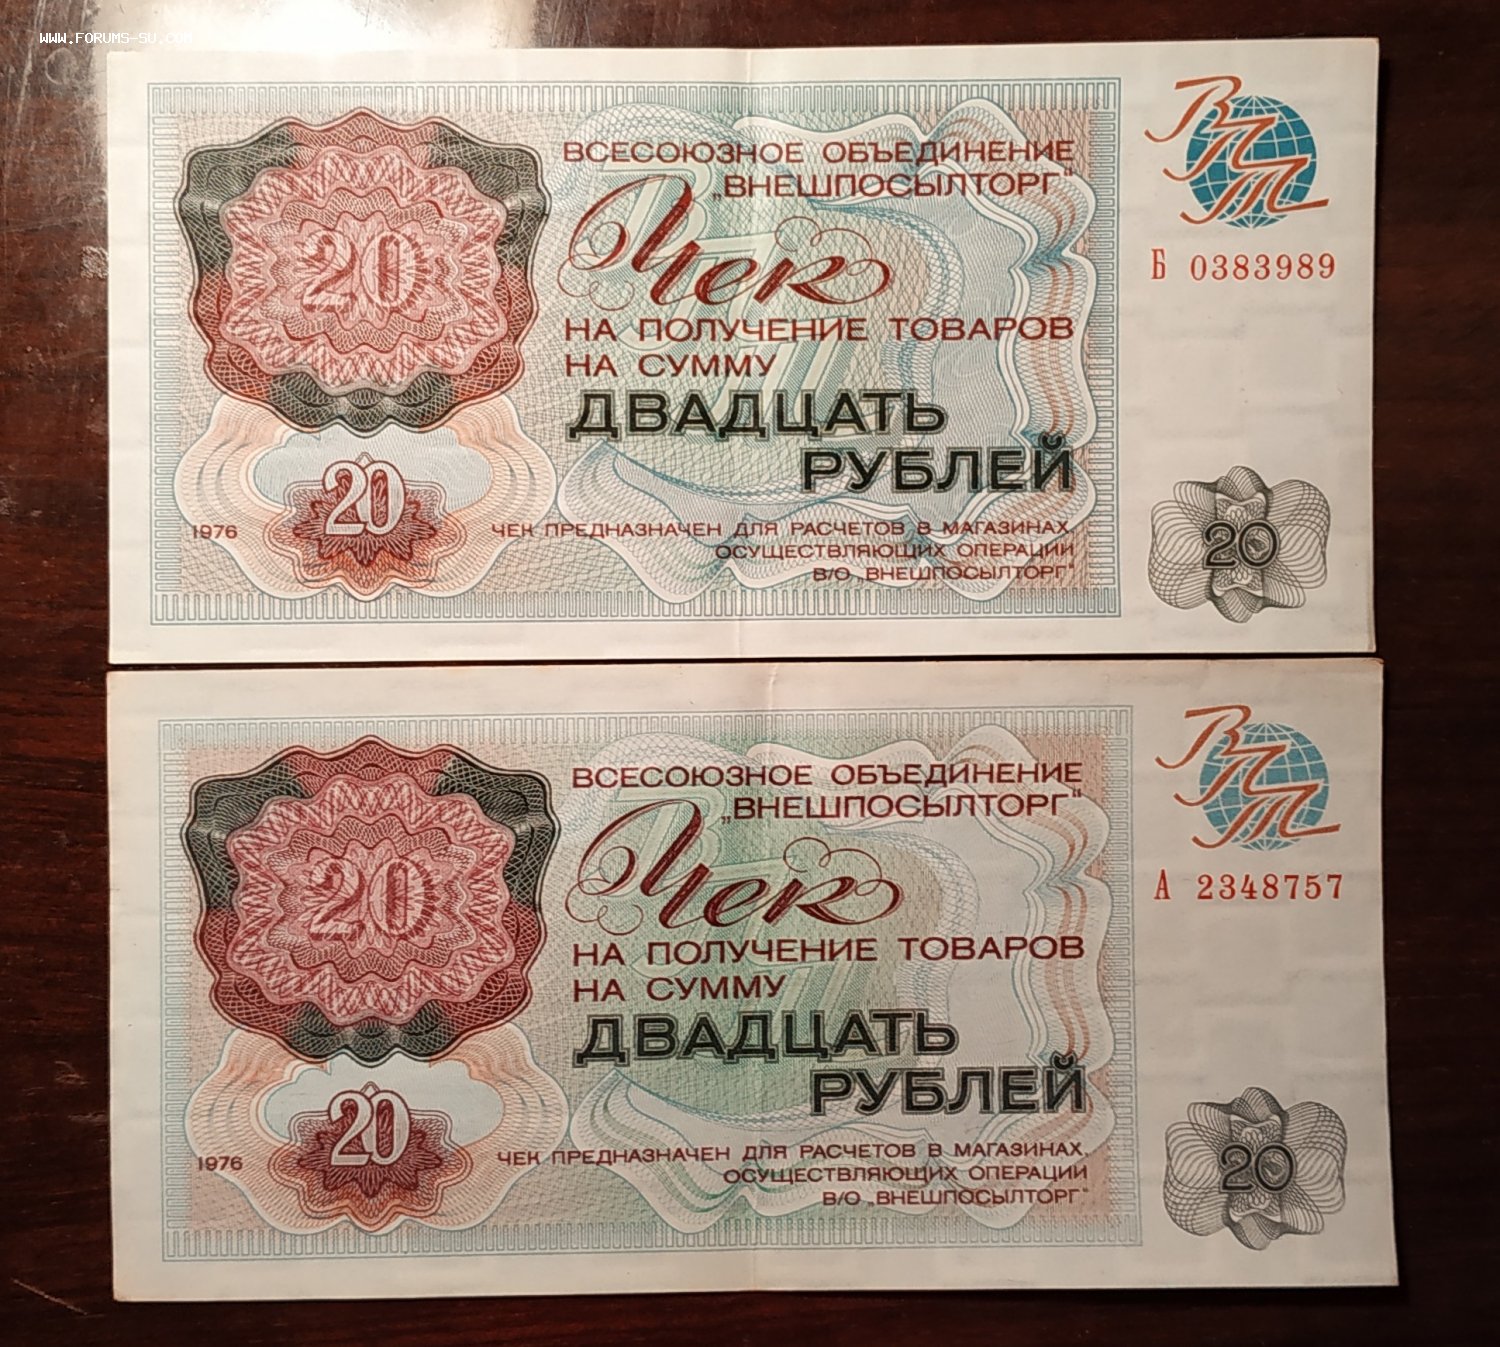 WWW.FORUMS-SU.COM
ВПТ
20
ВСЕСОЮЗНОЕ ОБЪЕДИНЕНИЕ
„ВНЕШПОСЫЛТОРГ“
Чек
Б 0383989
НА ПОЛУЧЕНИЕ ТОВАРОВ
НА СУММУ
ДВАДЦАТЬ
РУБЛЕЙ
20
1976
ЧЕК ПРЕДНАЗНАЧЕН ДЛЯ РАСЧЕТОВ В МАГАЗИНАХ,
ОСУЩЕСТВЛЯЮЩИХ ОПЕРАЦИИ
В/О „ВНЕШПОСЫЛТОРГ“
20
ВПТ
20
ВСЕСОЮЗНОЕ ОБЪЕДИНЕНИЕ
„ВНЕШПОСЫЛТОРГ“
Чек
А 2348757
НА ПОЛУЧЕНИЕ ТОВАРОВ
НА СУММУ
ДВАДЦАТЬ
РУБЛЕЙ
20
1976
ЧЕК ПРЕДНАЗНАЧЕН ДЛЯ РАСЧЕТОВ В МАГАЗИНАХ,
ОСУЩЕСТВЛЯЮЩИХ ОПЕРАЦИИ
В/О „ВНЕШПОСЫЛТОРГ“
20